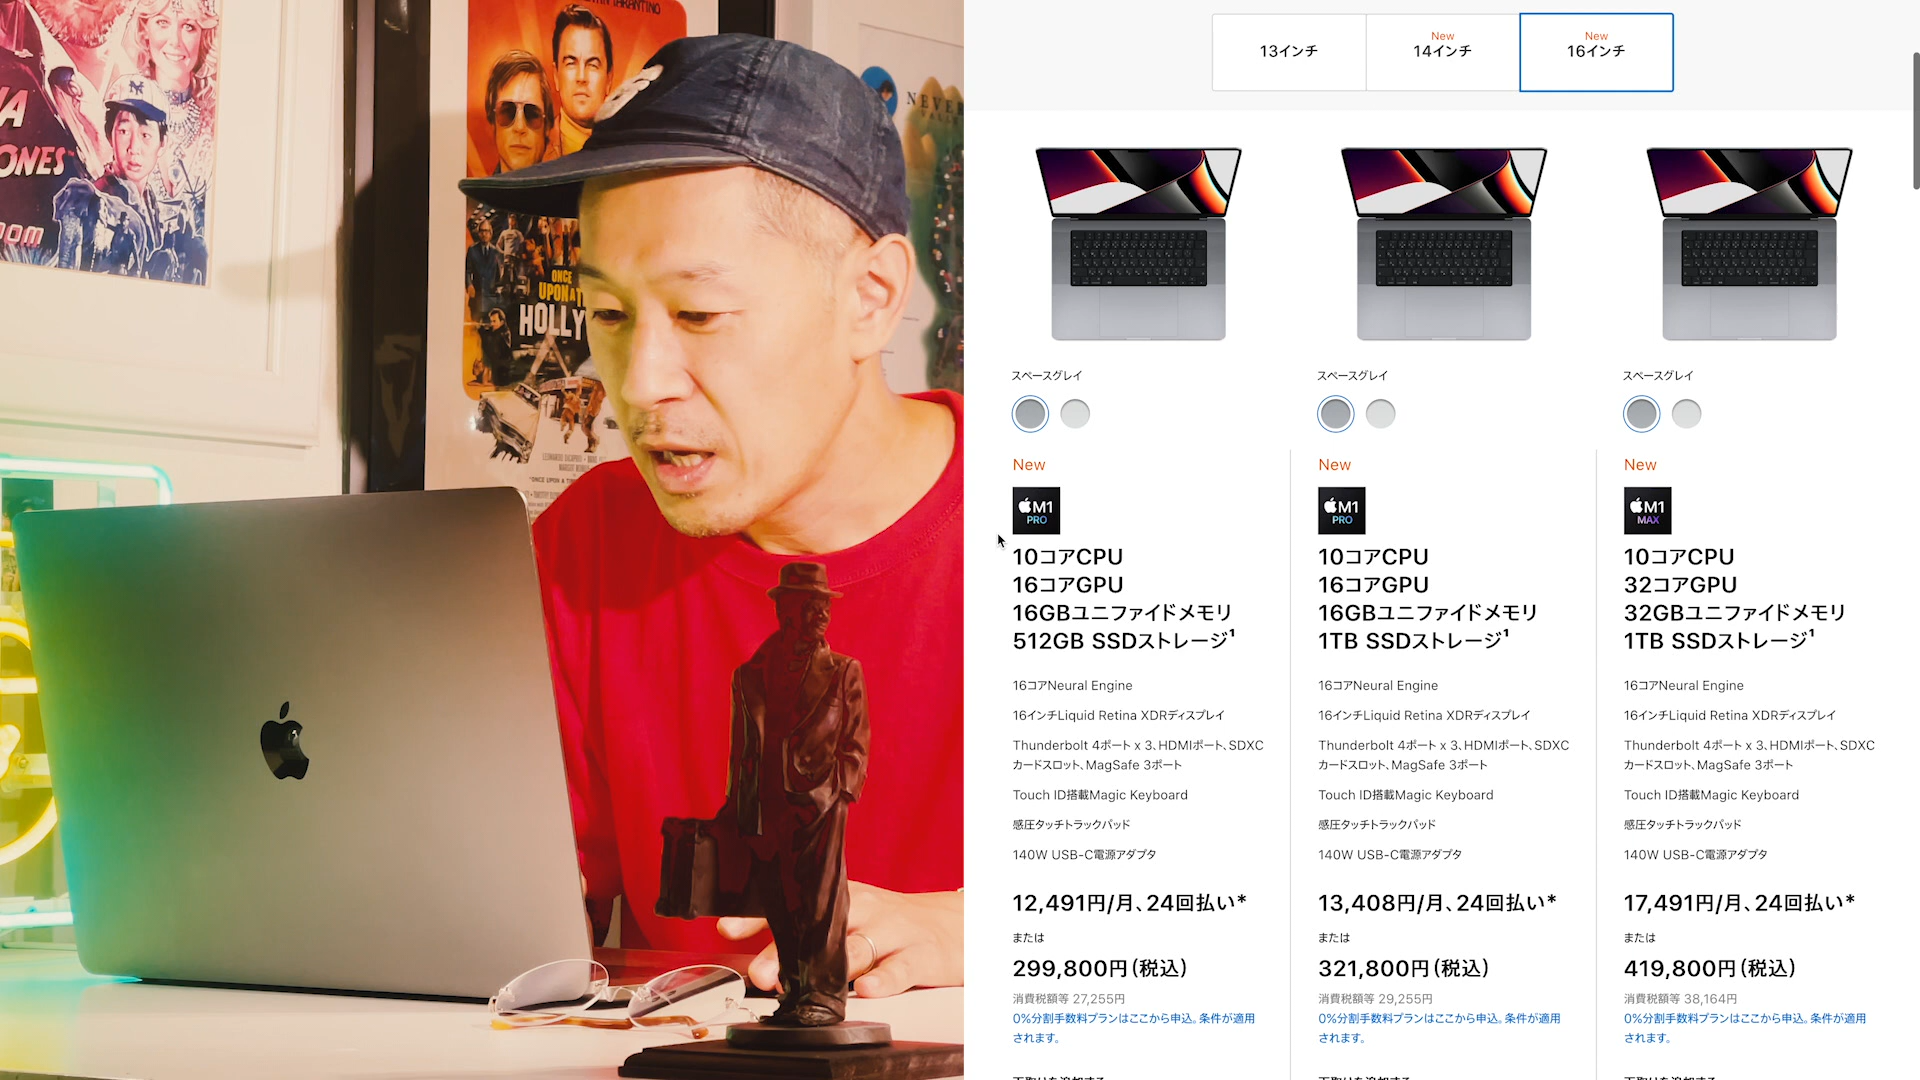 TARANTINO
NEVER
A
ONES
OOM
NY
ONCE
UPON A T
HOLLY
13インチ
New
14インチ
New
16インチ
スペースグレイ
New
M1
PRO
10コアCPU
16コアGPU
16GBユニファイドメモリ
512GB SSDストレージ¹
16コアNeural Engine
16インチLiquid Retina XDRディスプレイ
Thunderbolt 4ポート x 3、HDMIポート、SDXC
カードスロット、MagSafe 3ポート
Touch ID搭載Magic Keyboard
感圧タッチトラックパッド
140W USB-C電源アダプタ
12,491円/月、24回払い*
または
299,800円（税込）
消費税額等 27,255円
0%分割手数料プランはここから申込。条件が適用
されます。
スペースグレイ
New
M1
PRO
10コアCPU
16コアGPU
16GBユニファイドメモリ
1TB SSDストレージ¹
16コアNeural Engine
16インチLiquid Retina XDRディスプレイ
Thunderbolt 4ポート x 3、HDMIポート、SDXC
カードスロット、MagSafe 3ポート
Touch ID搭載Magic Keyboard
感圧タッチトラックパッド
140W USB-C電源アダプタ
13,408円/月、24回払い*
または
321,800円（税込）
消費税額等 29,255円
0%分割手数料プランはここから申込。条件が適用
されます。
スペースグレイ
New
M1
MAX
10コアCPU
32コアGPU
32GBユニファイドメモリ
1TB SSDストレージ¹
16コアNeural Engine
16インチLiquid Retina XDRディスプレイ
Thunderbolt 4ポート x 3、HDMIポート、SDXC
カードスロット、MagSafe 3ポート
Touch ID搭載Magic Keyboard
感圧タッチトラックパッド
140W USB-C電源アダプタ
17,491円/月、24回払い*
または
419,800円（税込）
消費税額等 38,164円
0%分割手数料プランはここから申込。条件が適用
されます。